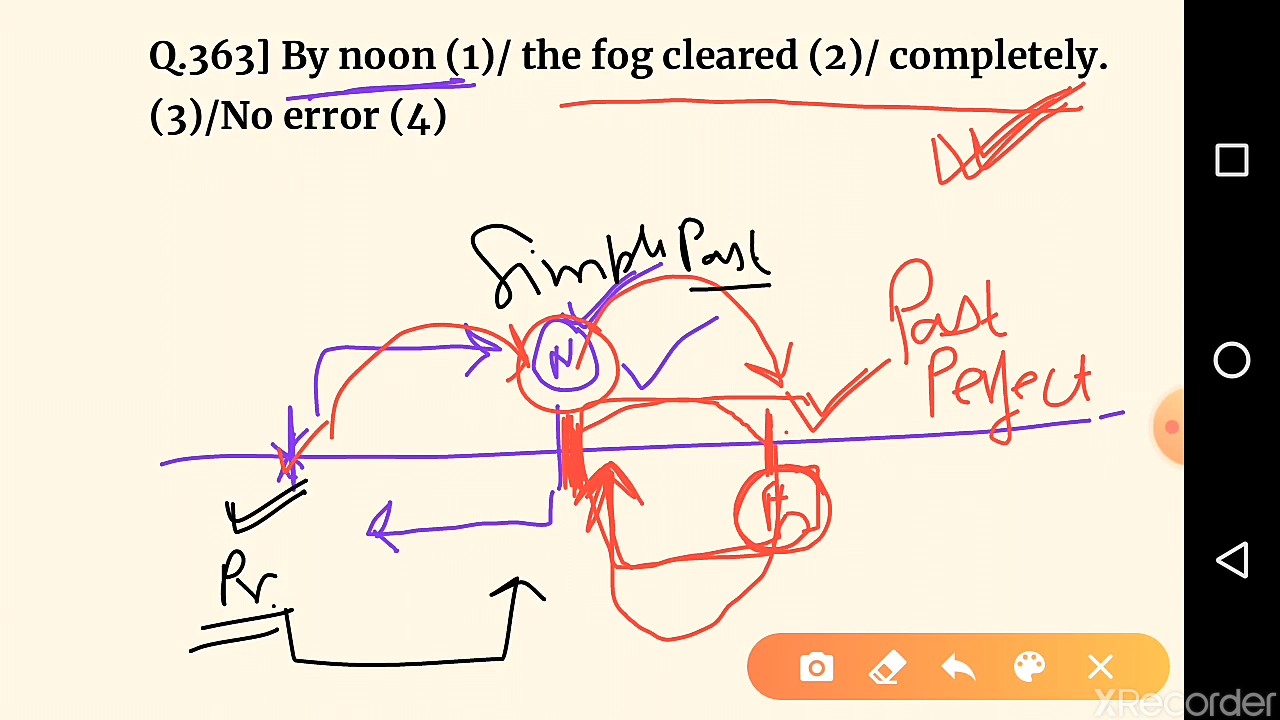 Q.363] By noon (1)/ the fog cleared (2)/ completely.
(3)/No error (4)
Simple Past
N
Past
Perfect
Pr.
XRecorder